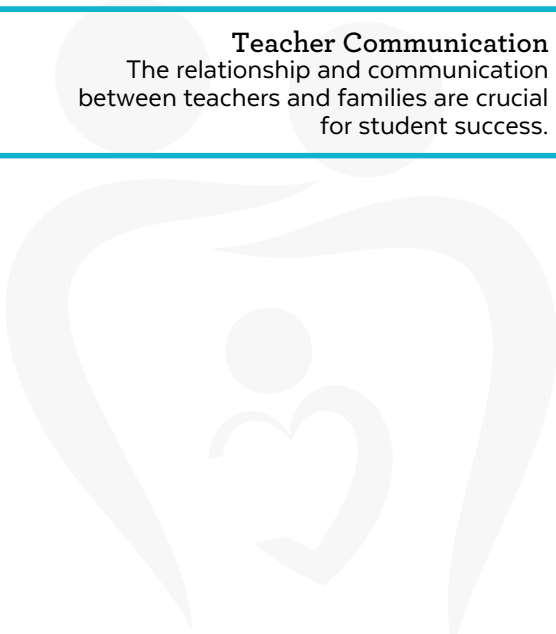 Teacher Communication
The relationship and communication
between teachers and families are crucial
for student success.